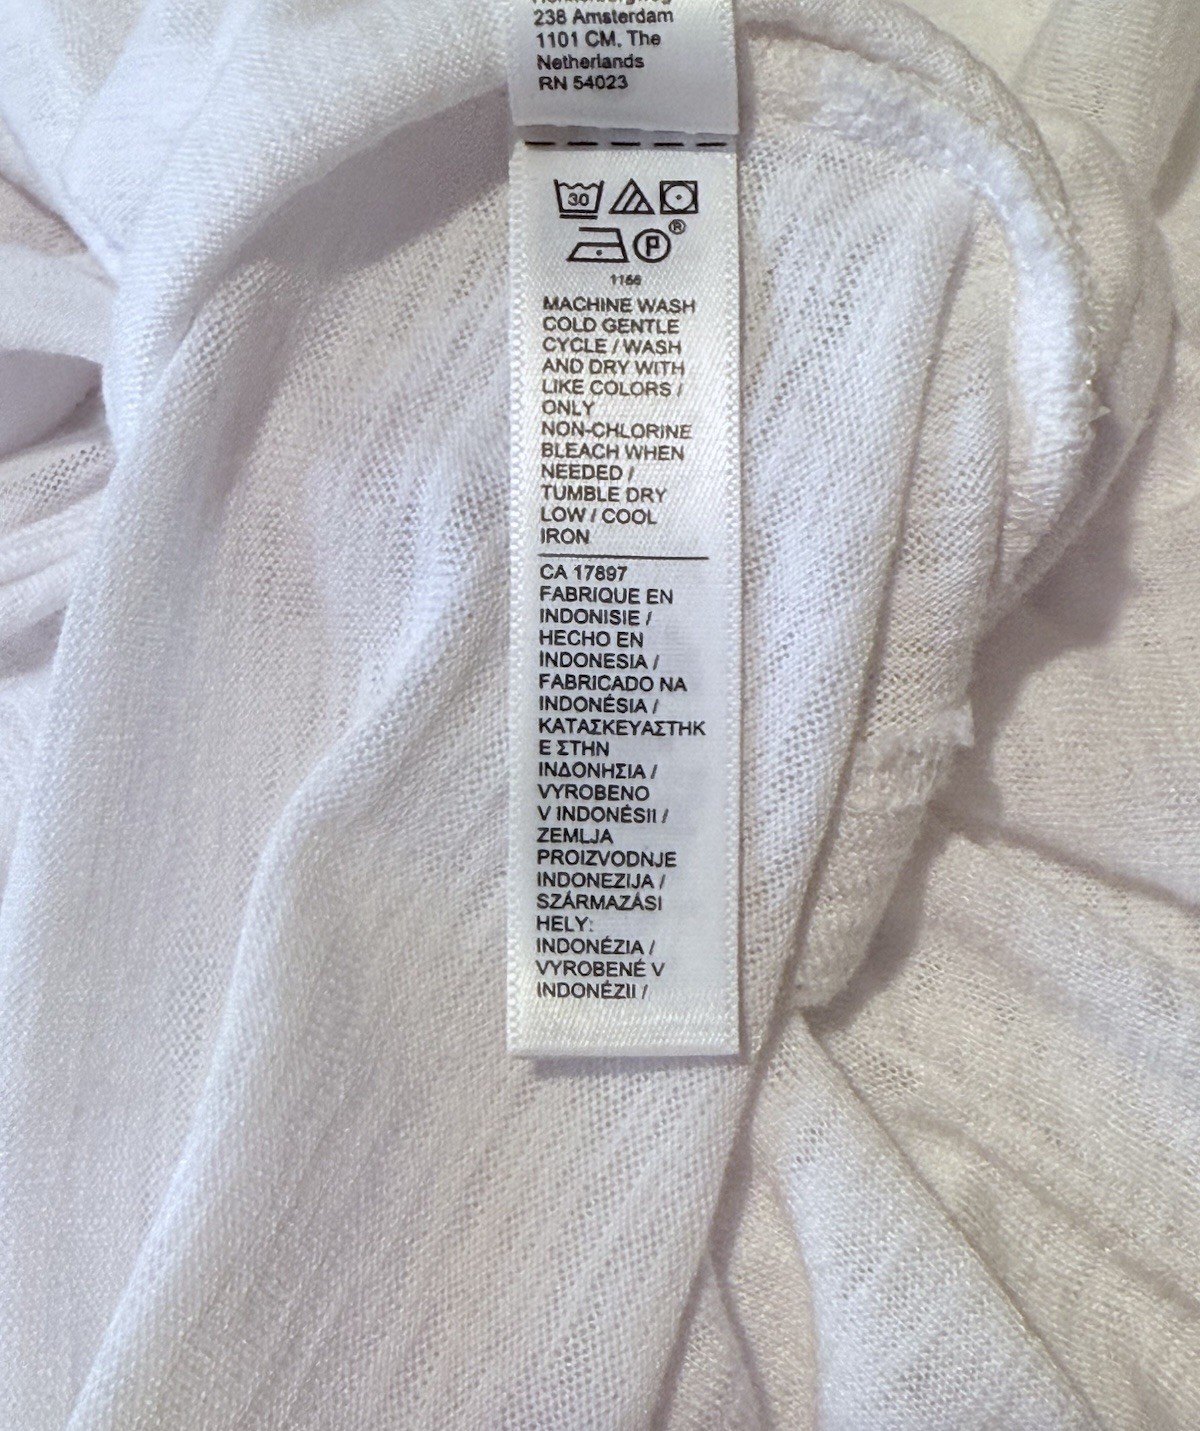 238 Amsterdam
1101 CM, The
Netherlands
RN 54023
30
P®
1166
MACHINE WASH
COLD GENTLE
CYCLE / WASH
AND DRY WITH
LIKE COLORS /
ONLY
NON-CHLORINE
BLEACH WHEN
NEEDED /
TUMBLE DRY
LOW / COOL
IRON
CA 17897
FABRIQUE EN
INDONISIE /
HECHO EN
INDONESIA /
FABRICADO NA
INDONÉSIA /
ΚΑΤΑΣΚΕΥΑΣΤΗΚ
Ε ΣΤΗΝ
ΙΝΔΟΝΗΣΙΑ /
VYROBENO
V INDONÉSII /
ZEMLJA
PROIZVODNJE
INDONEZIJA /
SZÁRMAZÁSI
HELY:
INDONÉZIA /
VYROBENÉ V
INDONÉZII /